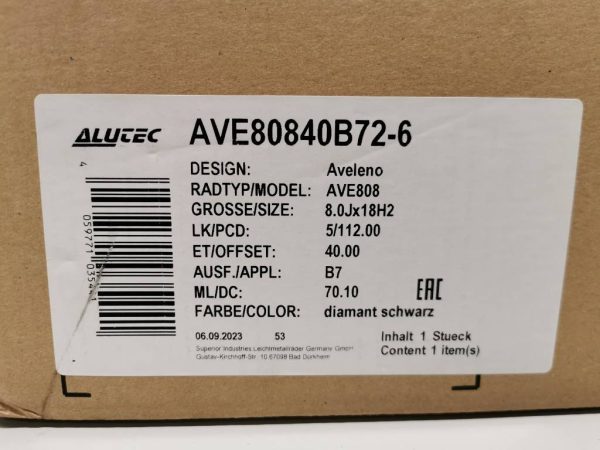 ALUTEC
AVE80840B72-6
DESIGN: Aveleno
RADTYP/MODEL: AVE808
GROSSE/SIZE: 8.0Jx18H2
LK/PCD: 5/112.00
ET/OFFSET: 40.00
AUSF./APPL: B7
ML/DC: 70.10
EAC
FARBE/COLOR: diamant schwarz
06.09.2023 53
Inhalt 1 Stueck
Content 1 item(s)
Superior Industries Leichtmetallräder Germany GmbH
Gustav-Kirchhoff-Str. 10 67098 Bad Dürkheim
4
059771